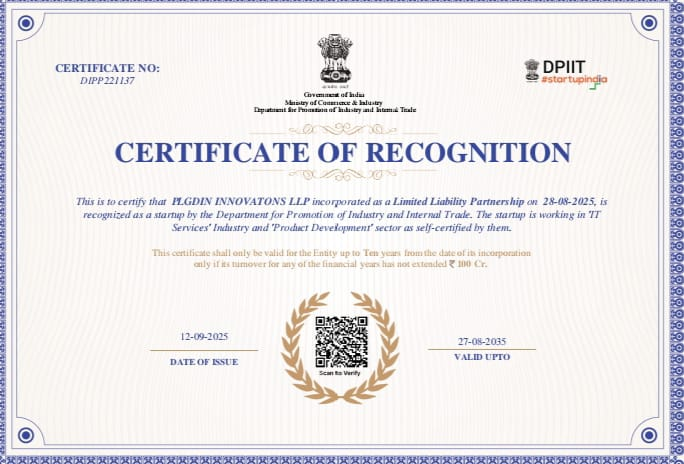 CERTIFICATE NO:
DIPP221137
Government of India
Ministry of Commerce & Industry
Department for Promotion of Industry and Internal Trade
DPIIT
#startupindia
CERTIFICATE OF RECOGNITION
This is to certify that PLGDIN INNOVATONS LLP incorporated as a Limited Liability Partnership on 28-08-2025, is
recognized as a startup by the Department for Promotion of Industry and Internal Trade. The startup is working in 'IT
Services' Industry and 'Product Development' sector as self-certified by them.
This certificate shall only be valid for the Entity up to Ten years from the date of its incorporation
only if its turnover for any of the financial years has not extended ₹ 100 Cr.
12-09-2025
DATE OF ISSUE
Scan to Verify
27-08-2035
VALID UPTO